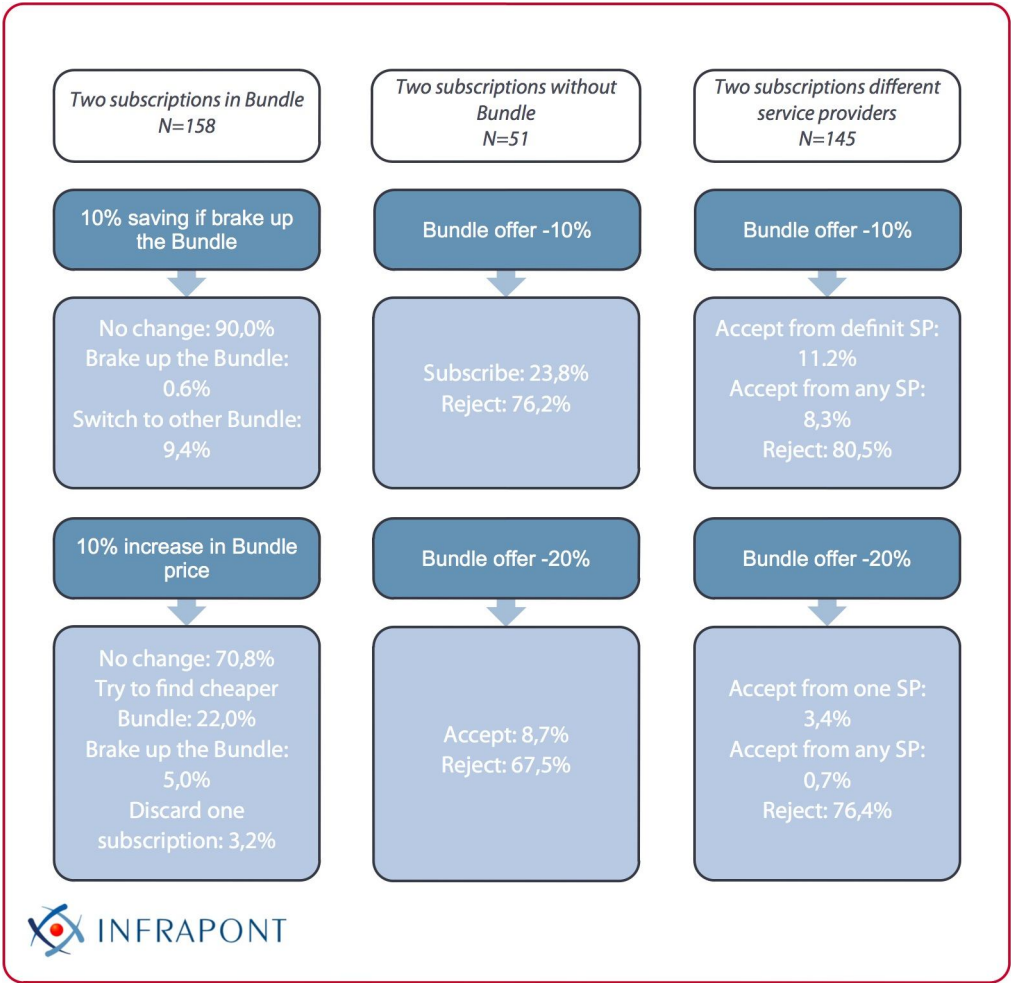 Two subscriptions in Bundle
N=158
Two subscriptions without
Bundle
N=51
Two subscriptions different
service providers
N=145
10% saving if brake up
the Bundle
Bundle offer -10%
Bundle offer -10%
No change: 90,0%
Brake up the Bundle:
0.6%
Switch to other Bundle:
9,4%
Subscribe: 23,8%
Reject: 76,2%
Accept from definit SP:
11.2%
Accept from any SP:
8,3%
Reject: 80,5%
10% increase in Bundle
price
Bundle offer -20%
Bundle offer -20%
No change: 70,8%
Try to find cheaper
Bundle: 22,0%
Brake up the Bundle:
5,0%
Discard one
subscription: 3,2%
Accept: 8,7%
Reject: 67,5%
Accept from one SP:
3,4%
Accept from any SP:
0,7%
Reject: 76,4%
INFRAPONT